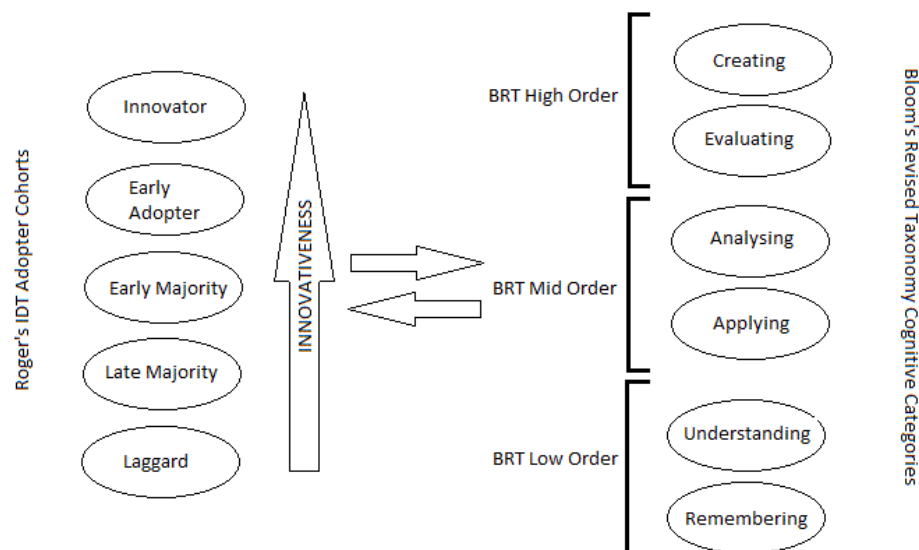 Roger's IDT Adopter Cohorts
Innovator
Early
Adopter
Early Majority
Late Majority
Laggard
INNOVATIVENESS
BRT High Order
BRT Mid Order
BRT Low Order
Creating
Evaluating
Analysing
Applying
Understanding
Remembering
Bloom's Revised Taxonomy Cognitive Categories